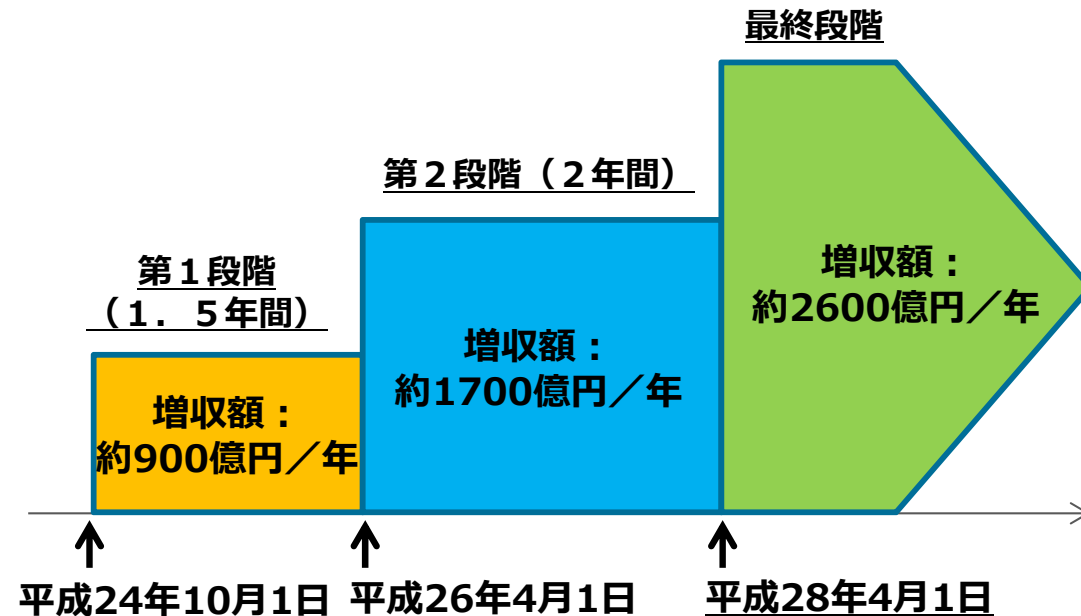 最終段階
第２段階（２年間）
第１段階
（１．５年間）
増収額：
約2600億円／年
増収額：
約1700億円／年
増収額：
約900億円／年
平成24年10月1日
平成26年4月1日
平成28年4月1日